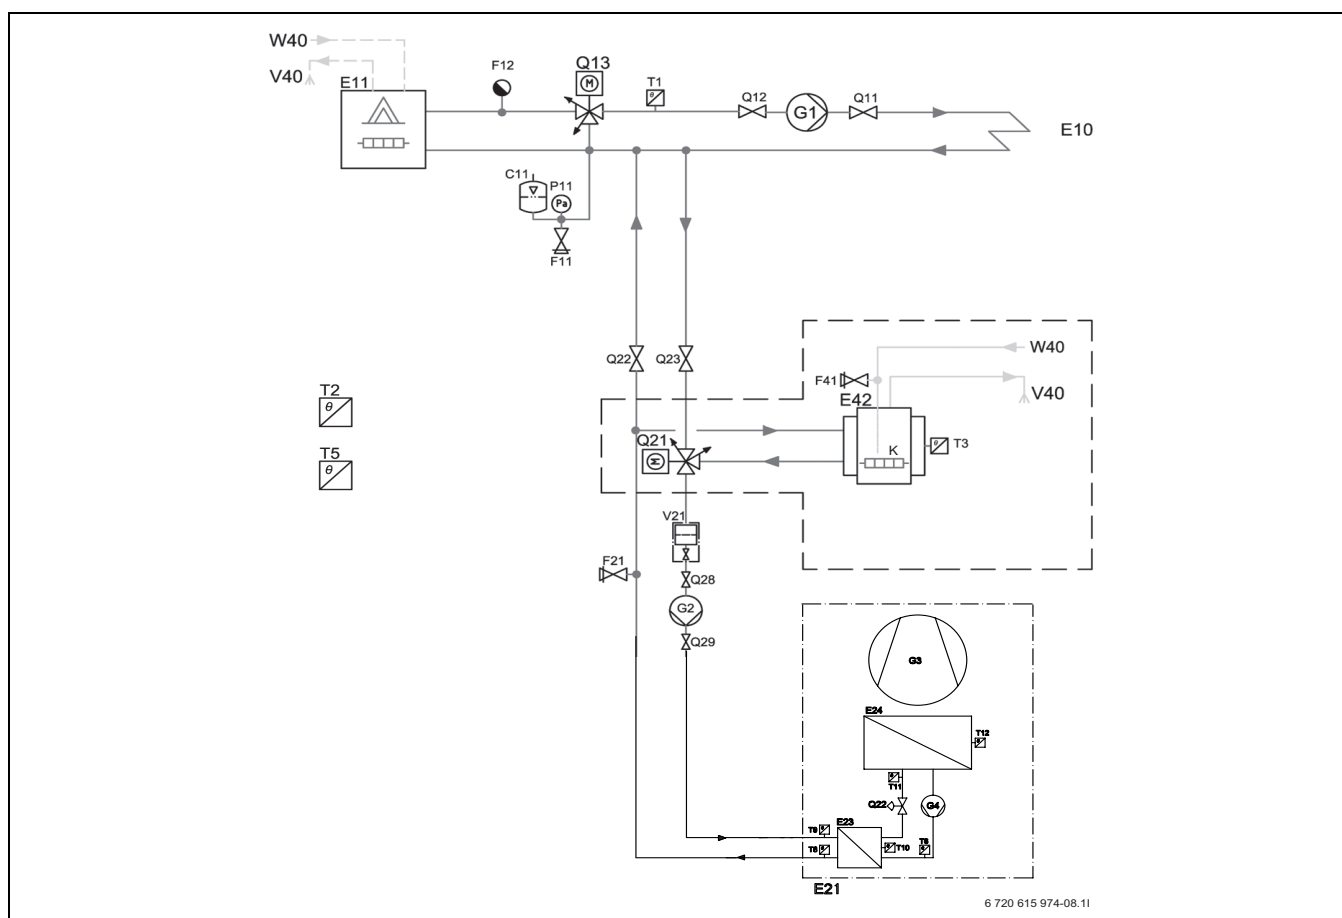 W40
V40
E11
F12
Q13
M
T1
θ
Q12
G1
Q11
E10
C11
P11
Pa
F11
Q22
Q23
W40
F41
V40
T2
θ
E42
Q21
M
K
T3
θ
T5
θ
V21
F21
Q28
G2
Q29
G3
E24
T12
T11
Q22
G4
T9
E23
T8
T10
T6
E21
6 720 615 974-08.1I